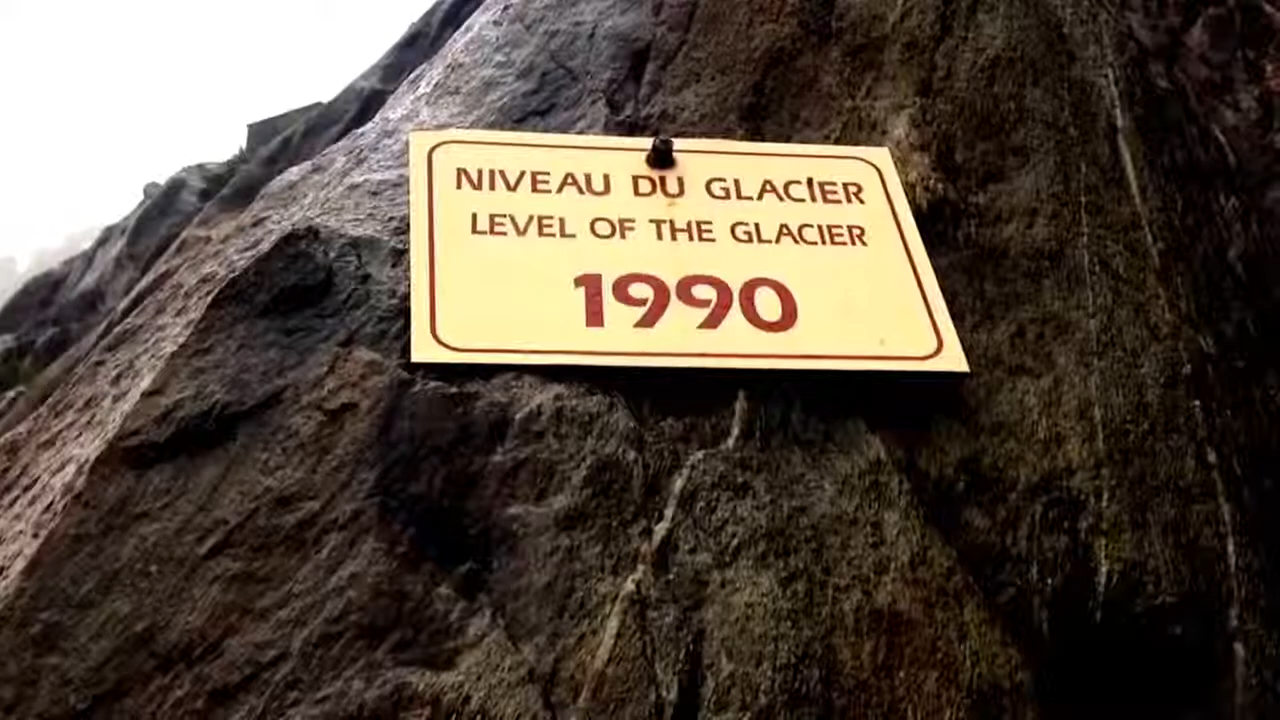 NIVEAU DU GLACIER
LEVEL OF THE GLACIER
1990